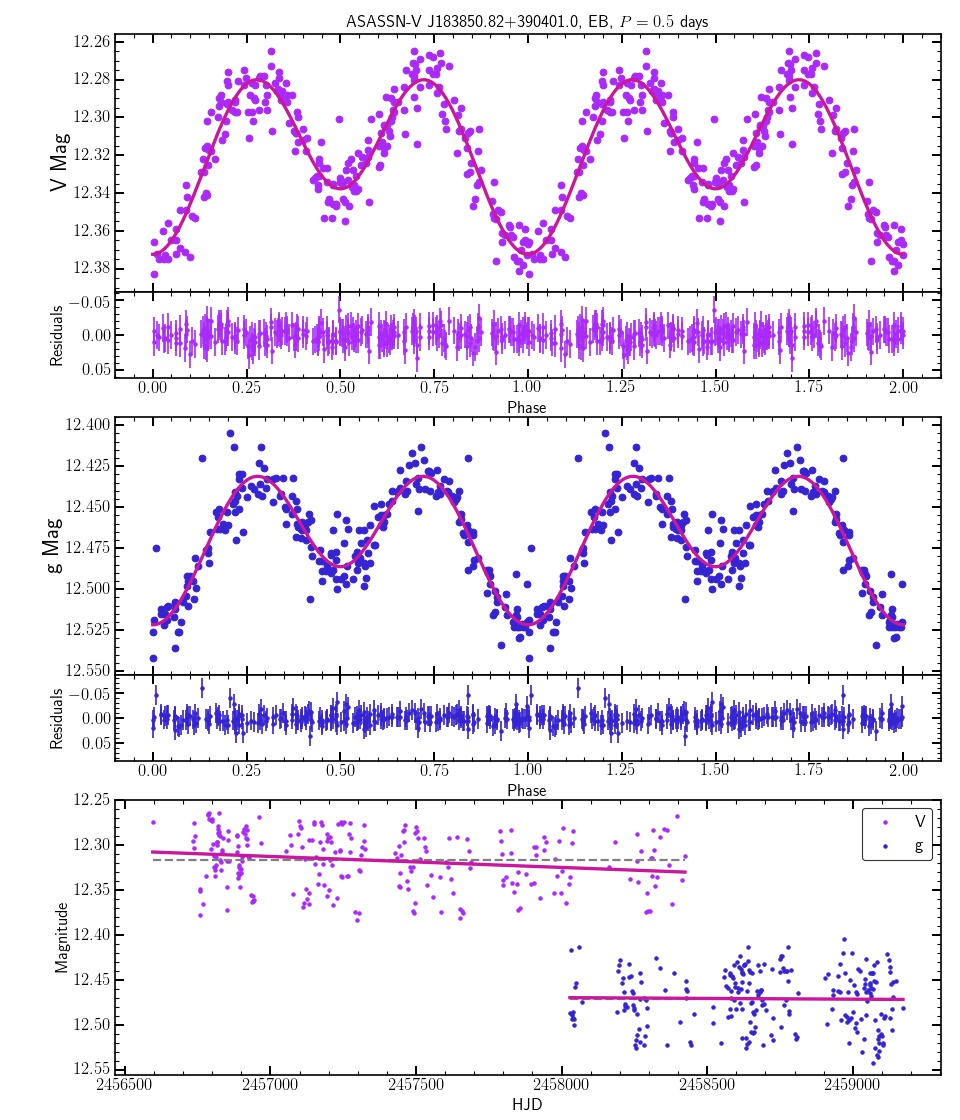 ASASSN-V J183850.82+390401.0, EB, P = 0.5 days
V Mag
12.26
12.28
12.30
12.32
12.34
12.36
12.38
Residuals
−0.05
0.00
0.05
0.00 0.25 0.50 0.75 1.00 1.25 1.50 1.75 2.00
Phase
g Mag
12.400
12.425
12.450
12.475
12.500
12.525
12.550
Residuals
−0.05
0.00
0.05
0.00 0.25 0.50 0.75 1.00 1.25 1.50 1.75 2.00
Phase
Magnitude
12.25
12.30
12.35
12.40
12.45
12.50
12.55
V
g
2456500 2457000 2457500 2458000 2458500 2459000
HJD